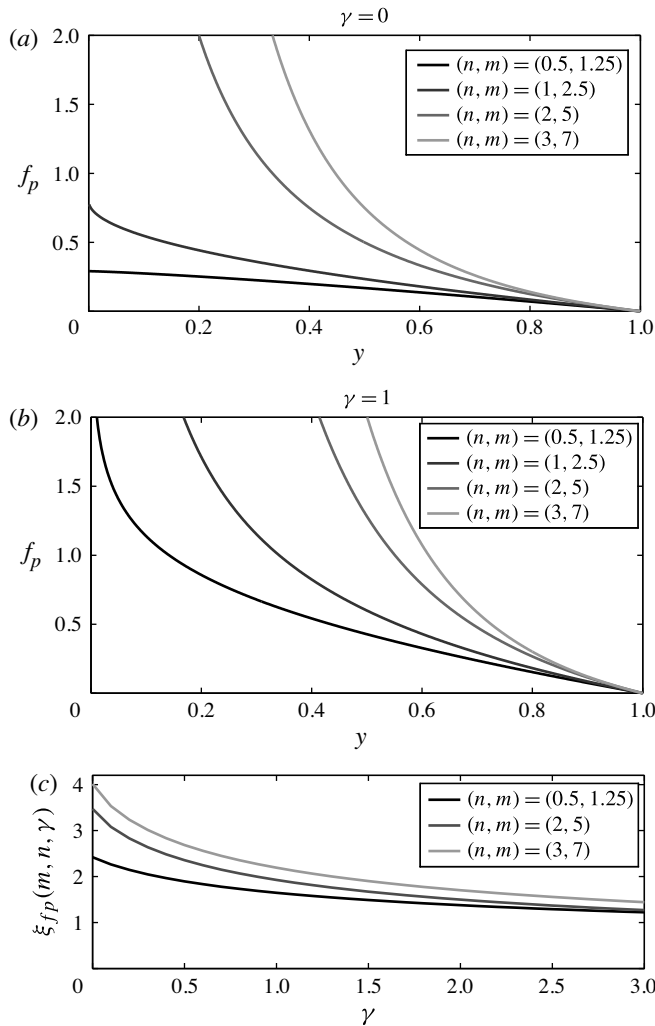 (a)
γ = 0
2.0
1.5
1.0
0.5
0
f_p
(n, m) = (0.5, 1.25)
(n, m) = (1, 2.5)
(n, m) = (2, 5)
(n, m) = (3, 7)
0.2 0.4 0.6 0.8 1.0
y
(b)
γ = 1
2.0
1.5
1.0
0.5
0
f_p
(n, m) = (0.5, 1.25)
(n, m) = (1, 2.5)
(n, m) = (2, 5)
(n, m) = (3, 7)
0.2 0.4 0.6 0.8 1.0
y
(c)
4
3
2
1
ξ_{fp}(m, n, γ)
(n, m) = (0.5, 1.25)
(n, m) = (2, 5)
(n, m) = (3, 7)
0 0.5 1.0 1.5 2.0 2.5 3.0
γ